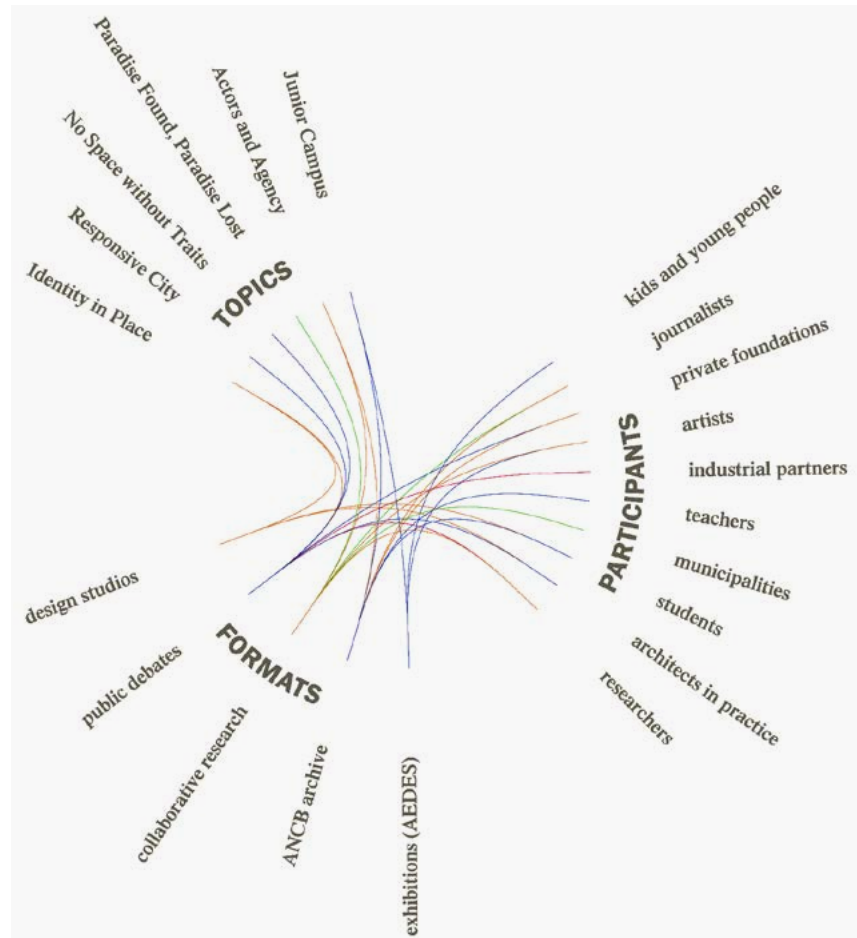 Paradise Found, Paradise Lost
Actors and Agency
Junior Campus
No Space without Traits
Responsive City
Identity in Place
TOPICS
kids and young people
journalists
private foundations
artists
industrial partners
teachers
municipalities
students
architects in practice
researchers
PARTICIPANTS
design studios
public debates
collaborative research
ANCB archive
exhibitions (AEDES)
FORMATS